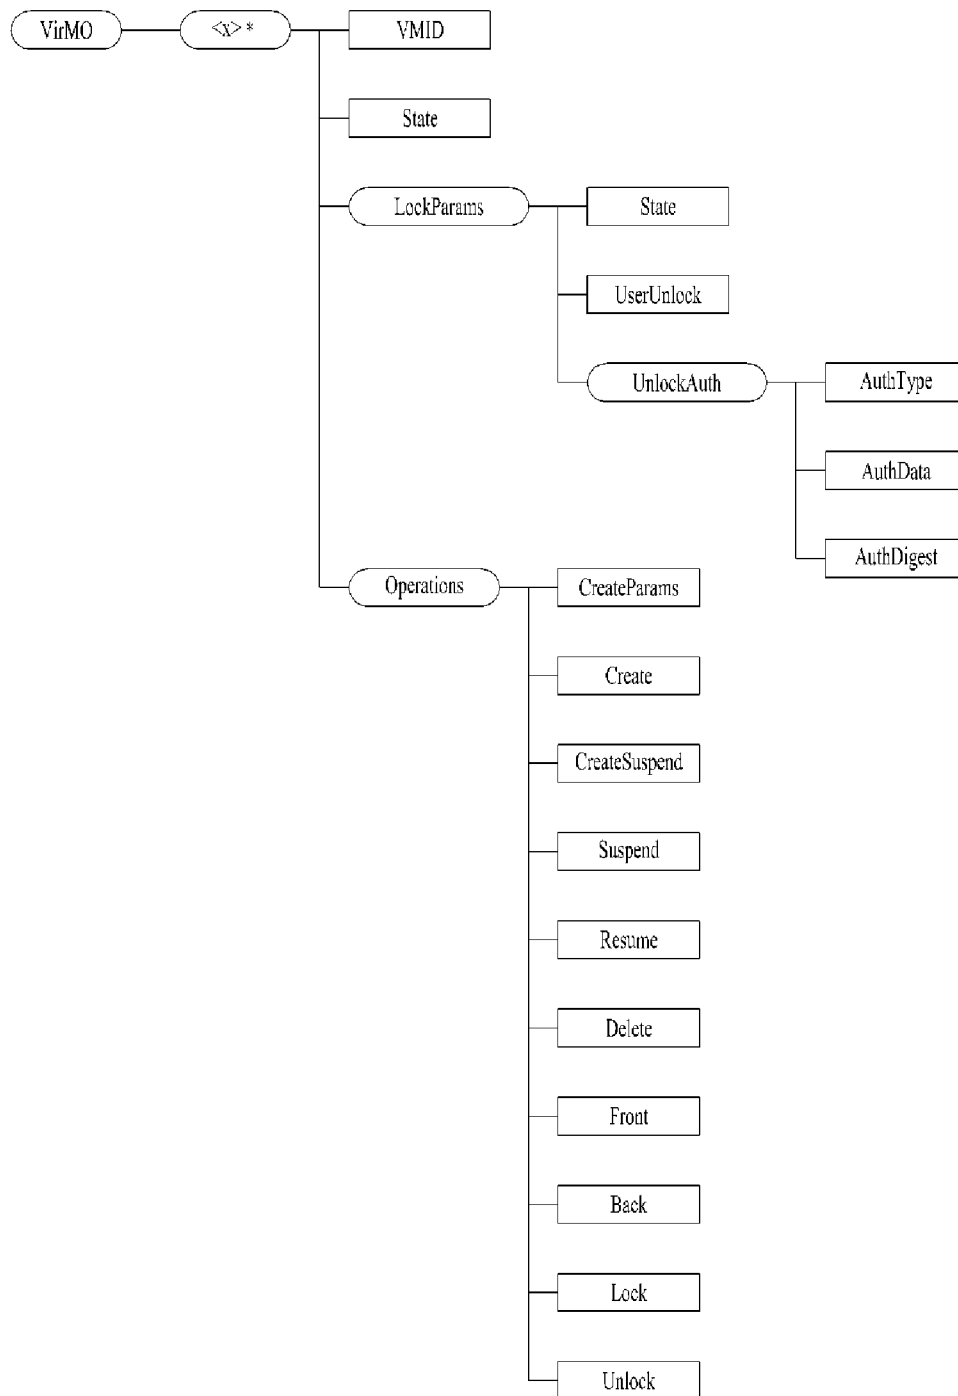 VirMO
<x> *
VMID
State
LockParams
State
UserUnlock
UnlockAuth
AuthType
AuthData
AuthDigest
Operations
CreateParams
Create
CreateSuspend
Suspend
Resume
Delete
Front
Back
Lock
Unlock